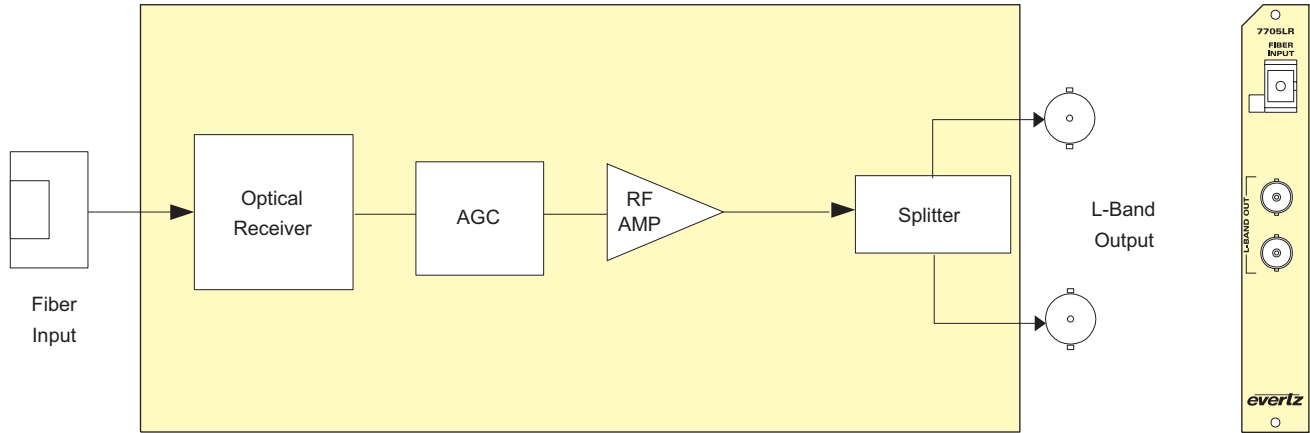 Fiber
Input
Optical
Receiver
AGC
RF
AMP
Splitter
L-Band
Output
7705LR
FIBER
INPUT
L-BAND OUT
evertz